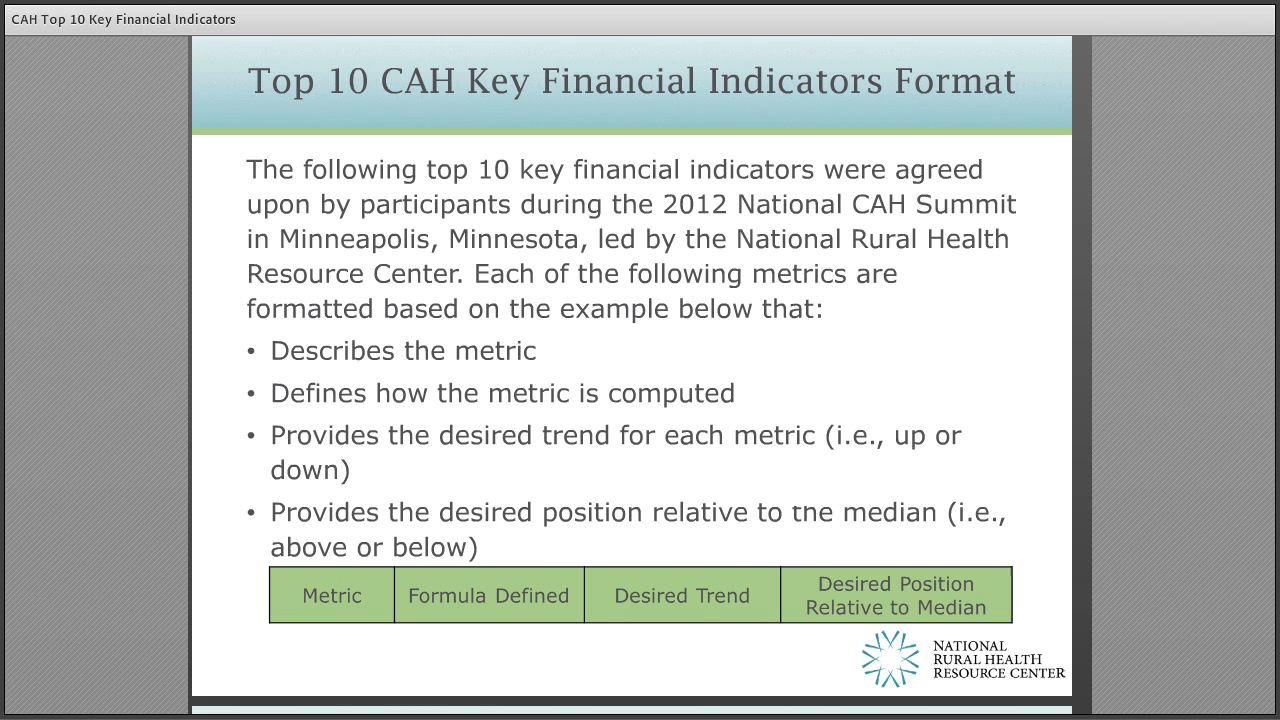 CAH Top 10 Key Financial Indicators
Top 10 CAH Key Financial Indicators Format
The following top 10 key financial indicators were agreed
upon by participants during the 2012 National CAH Summit
in Minneapolis, Minnesota, led by the National Rural Health
Resource Center. Each of the following metrics are
formatted based on the example below that:
• Describes the metric
• Defines how the metric is computed
• Provides the desired trend for each metric (i.e., up or
down)
• Provides the desired position relative to the median (i.e.,
above or below)
Metric
Formula Defined
Desired Trend
Desired Position
Relative to Median
NATIONAL
RURAL HEALTH
RESOURCE CENTER